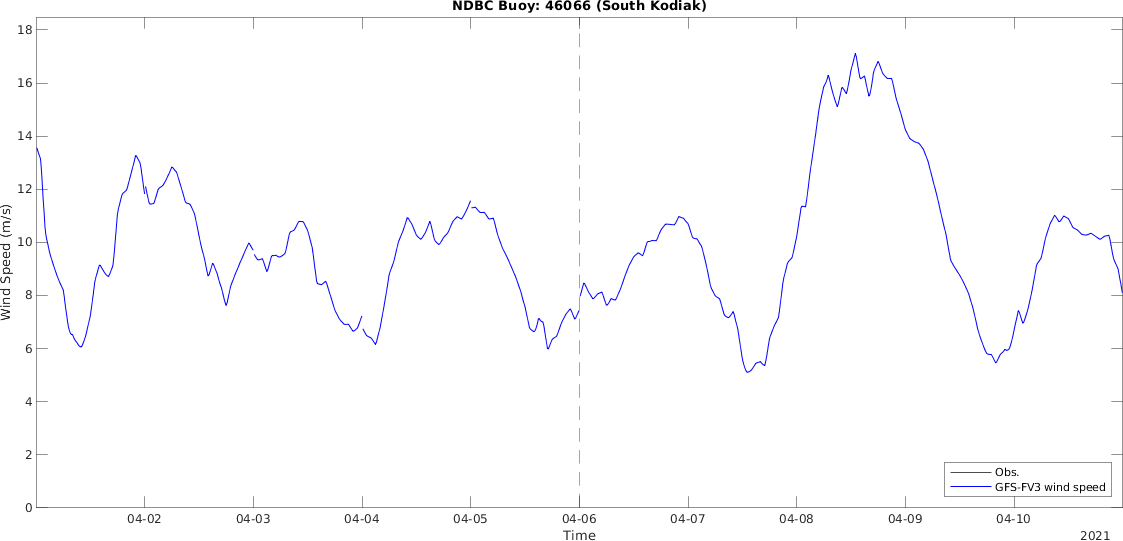 NDBC Buoy: 46066 (South Kodiak)
18
16
14
12
10
8
6
4
2
0
Wind Speed (m/s)
04-02 04-03 04-04 04-05 04-06 04-07 04-08 04-09 04-10
Time
2021
Obs.
GFS-FV3 wind speed